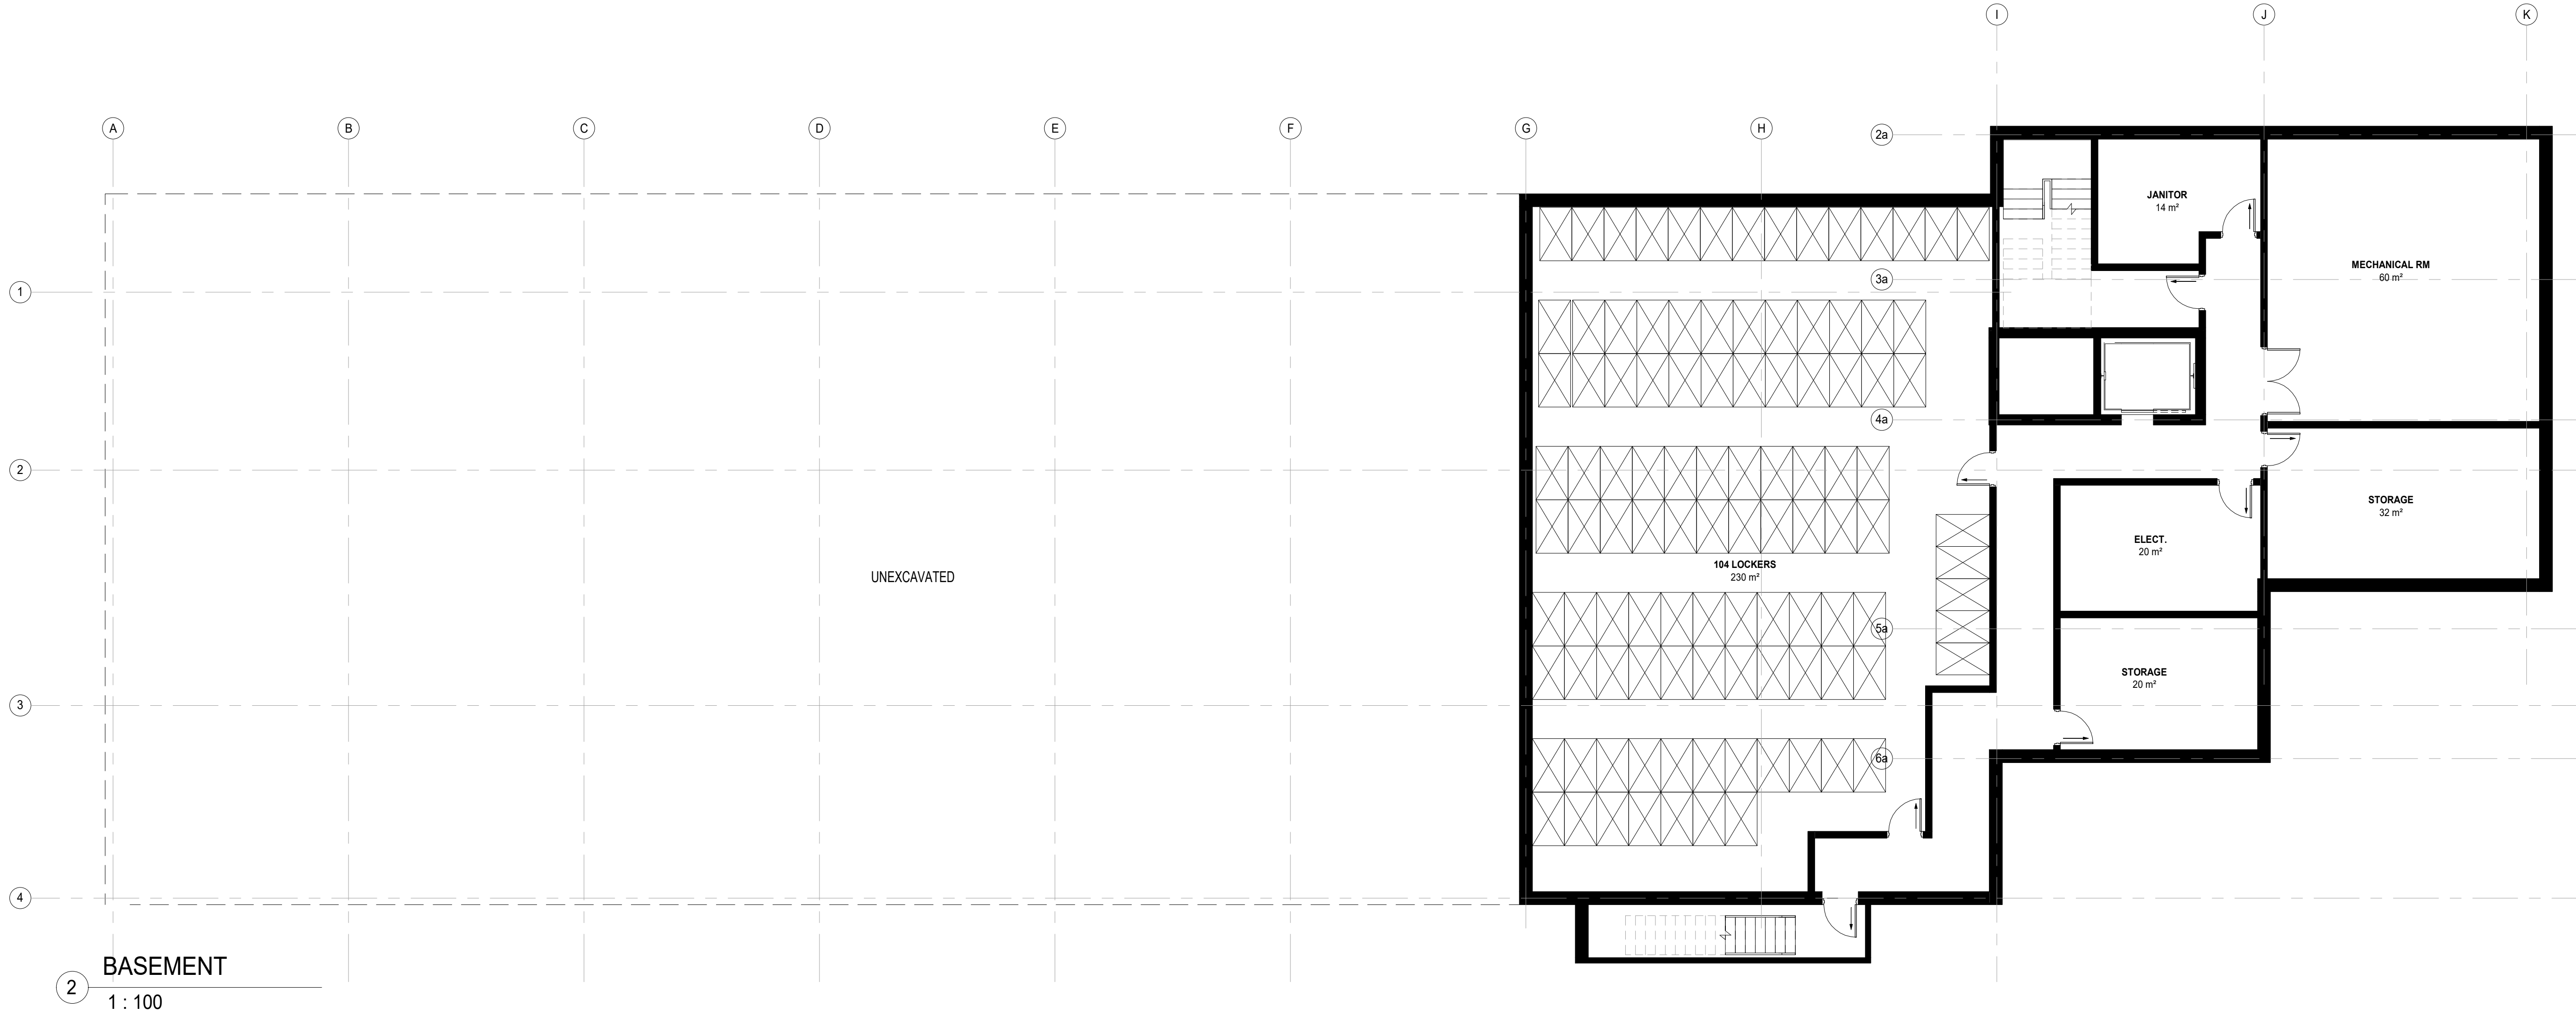 I
J
K
A
B
C
D
E
F
G
H
2a
JANITOR
14 m²
MECHANICAL RM
60 m²
3a
1
4a
2
STORAGE
32 m²
ELECT.
20 m²
104 LOCKERS
230 m²
UNEXCAVATED
5a
STORAGE
20 m²
3
6a
4
BASEMENT
2
1 : 100